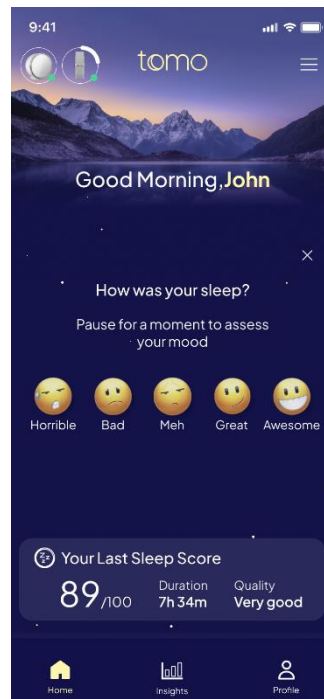 9:41
tomo
Good Morning,John
How was your sleep?
Pause for a moment to assess
your mood
Horrible Bad Meh Great Awesome
Your Last Sleep Score
89/100
Duration Quality
7h 34m Very good
Home Insights Profile